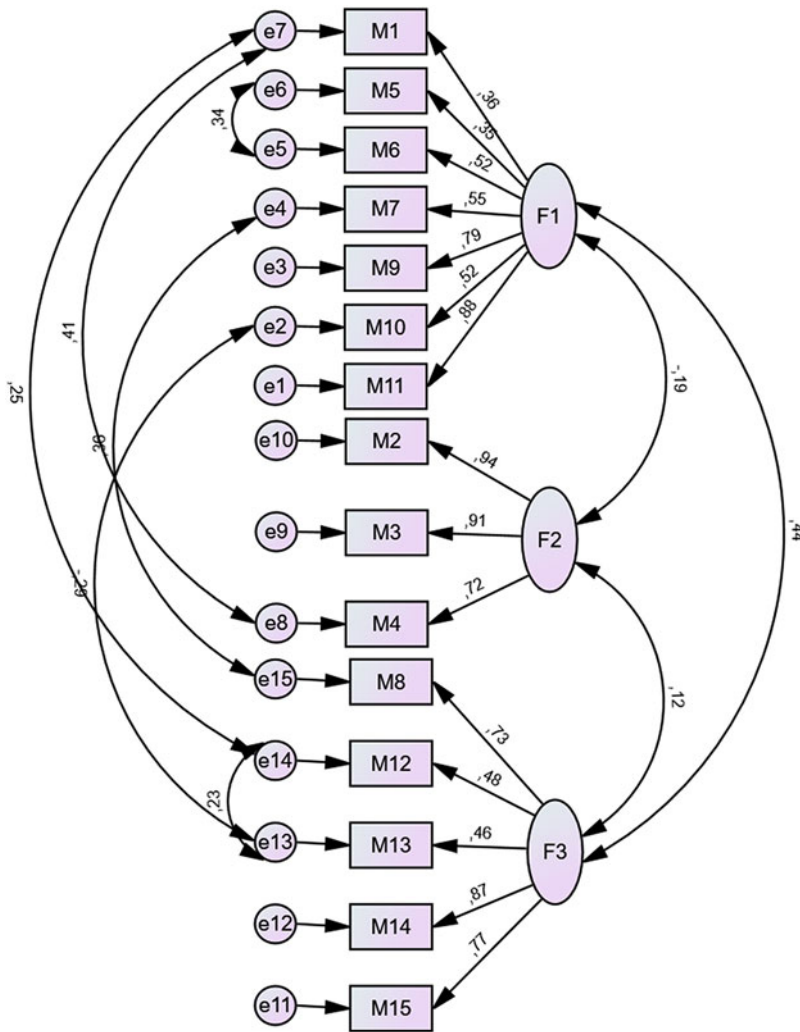 e7
M1
,36
e6
M5
,35
,34
e5
M6
,52
e4
M7
,55
F1
e3
M9
,79
,52
e2
M10
,88
,41
e1
M11
-,19
,25
e10
M2
,94
,36
,44
e9
M3
,91
F2
-,29
,72
e8
M4
e15
M8
,12
,73
e14
M12
,48
,23
e13
M13
,46
F3
,87
e12
M14
,77
e11
M15